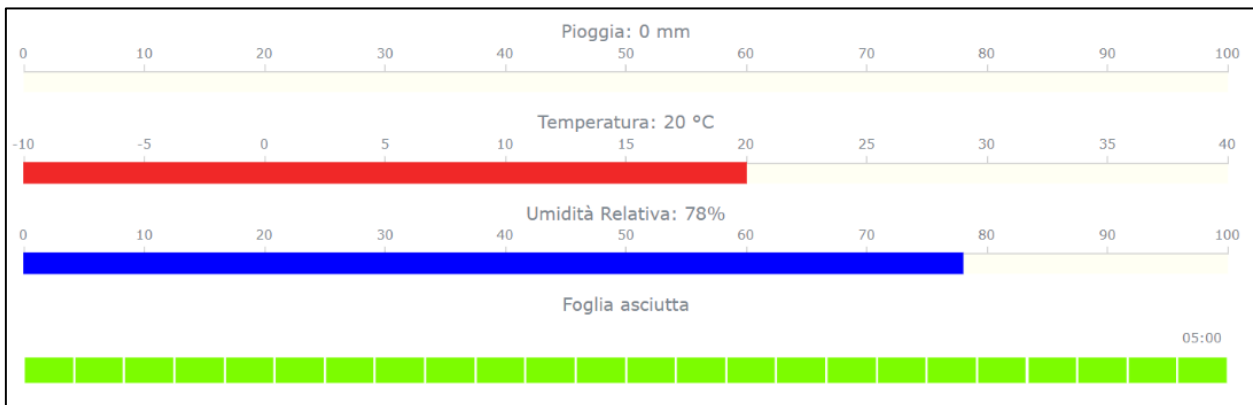 Pioggia: 0 mm
0 10 20 30 40 50 60 70 80 90 100
Temperatura: 20 °C
-10 -5 0 5 10 15 20 25 30 35 40
Umidità Relativa: 78%
0 10 20 30 40 50 60 70 80 90 100
Foglia asciutta
05:00